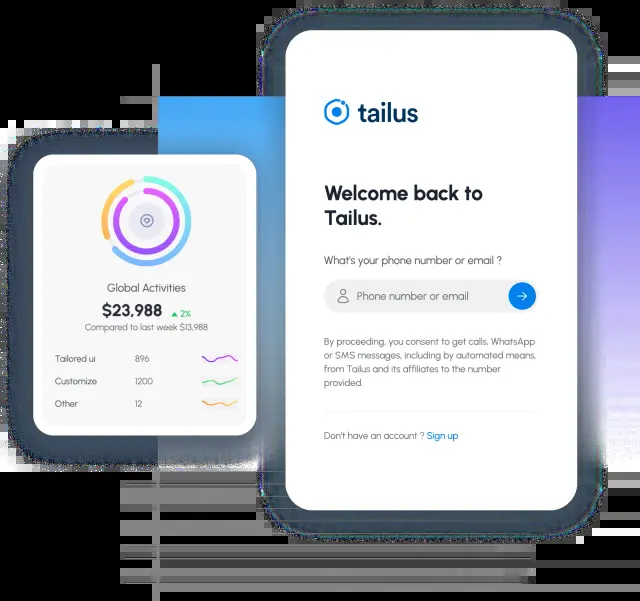 tailus
Welcome back to
Tailus.
What's your phone number or email ?
Phone number or email
By proceeding, you consent to get calls, WhatsApp
or SMS messages, including by automated means,
from Tailus and its affiliates to the number
provided.
Don't have an account ? Sign up
Global Activities
$23,988 ▲ 2%
Compared to last week $13,988
Tailored ui 896
Customize 1200
Other 12